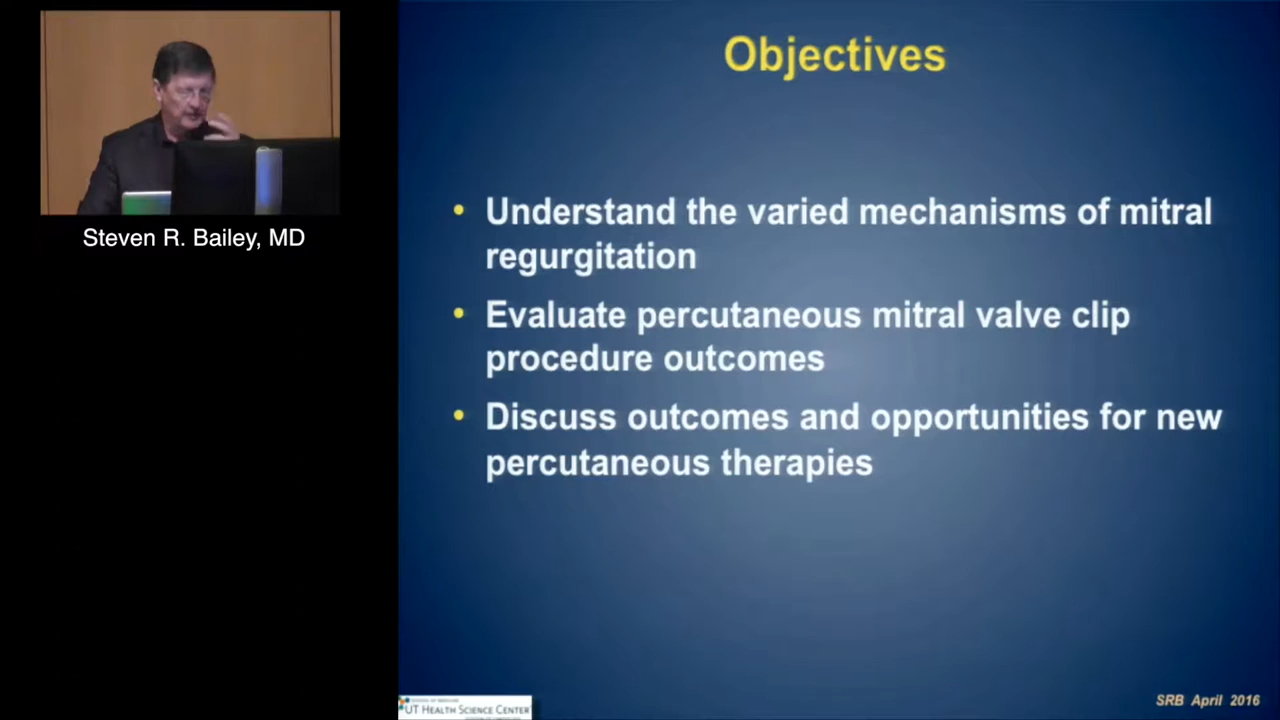 Objectives
• Understand the varied mechanisms of mitral
regurgitation
• Evaluate percutaneous mitral valve clip
procedure outcomes
• Discuss outcomes and opportunities for new
percutaneous therapies
Steven R. Bailey, MD
UT HEALTH SCIENCE CENTER
SRB April 2016